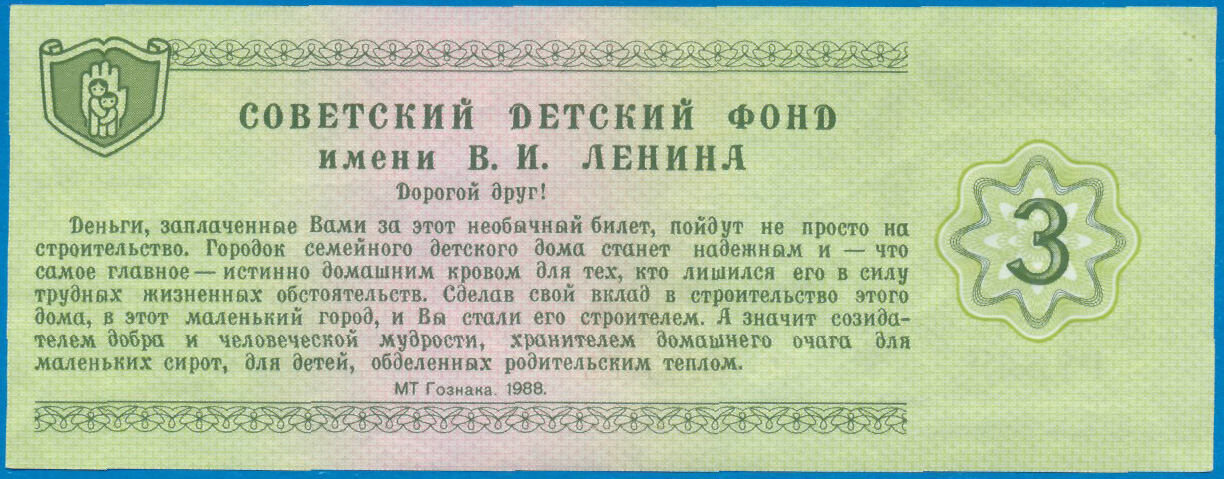 СОВЕТСКИЙ ДЕТСКИЙ ФОНД
имени В. И. ЛЕНИНА
Дорогой друг!
Деньги, заплаченные Вами за этот необычный билет, пойдут не просто на
строительство. Городок семейного детского дома станет надежным и — что
самое главное — истинно домашним кровом для тех, кто лишился его в силу
трудных жизненных обстоятельств. Сделав свой вклад в строительство этого
дома, в этот маленький город, и Вы стали его строителем. А значит созида-
телем добра и человеческой мудрости, хранителем домашнего очага для
маленьких сирот, для детей, обделенных родительским теплом.
МТ Гознака. 1988.
3